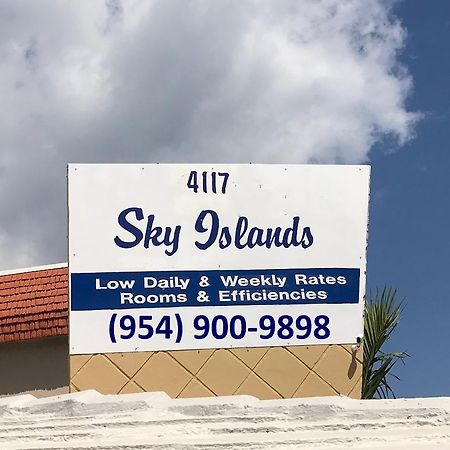 4117
Sky Islands
Low Daily & Weekly Rates
Rooms & Efficiencies
(954) 900-9898